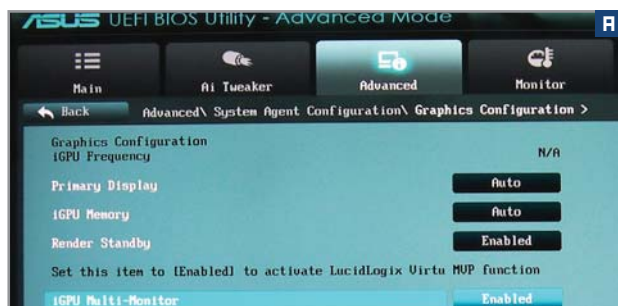 ASUS UEFI BIOS Utility - Advanced Mode
A
Main Ai Tweaker Advanced Monitor
Back Advanced\ System Agent Configuration\ Graphics Configuration >
Graphics Configuration
iGPU Frequency N/A
Primary Display Auto
iGPU Memory Auto
Render Standby Enabled
Set this item to [Enabled] to activate LucidLogix Virtu MVP function
iGPU Multi-Monitor Enabled